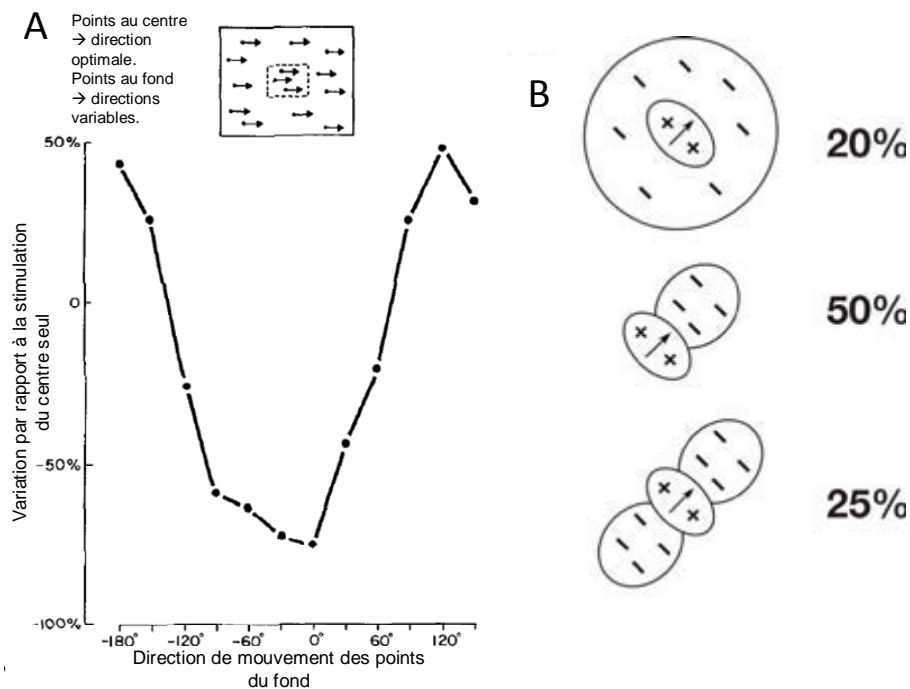 A
Points au centre
→ direction
optimale.
Points au fond
→ directions
variables.
50%
0
-50%
-100%
Variation par rapport à la stimulation
du centre seul
-180°
-120°
-60°
0°
60°
120°
Direction de mouvement des points
du fond
B
20%
50%
25%